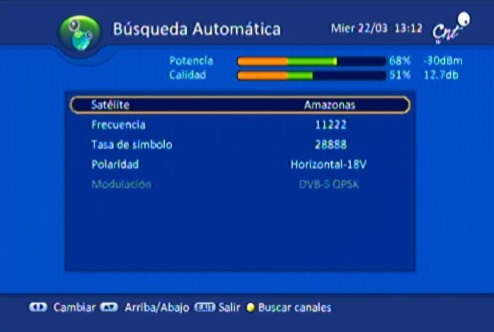 Búsqueda Automática Mier 22/03 13:12 Cnt tv
Potencia 68% -30dBm
Calidad 51% 12.7db
Satélite Amazonas
Frecuencia 11222
Tasa de símbolo 28888
Polaridad Horizontal-18V
Modulación DVB-S QPSK
Cambiar Arriba/Abajo EXIT Salir Buscar canales